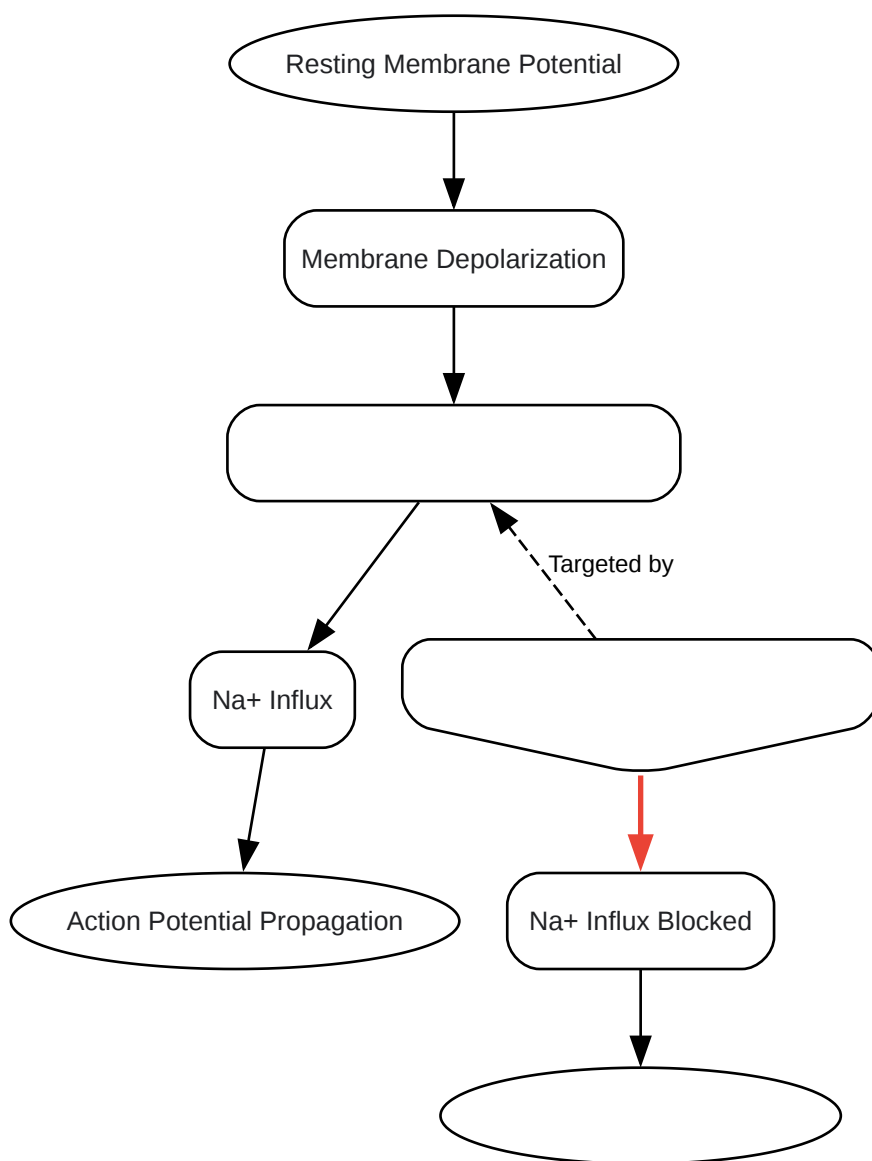 Resting Membrane Potential
Membrane Depolarization
Targeted by
Na+ Influx
Action Potential Propagation
Na+ Influx Blocked